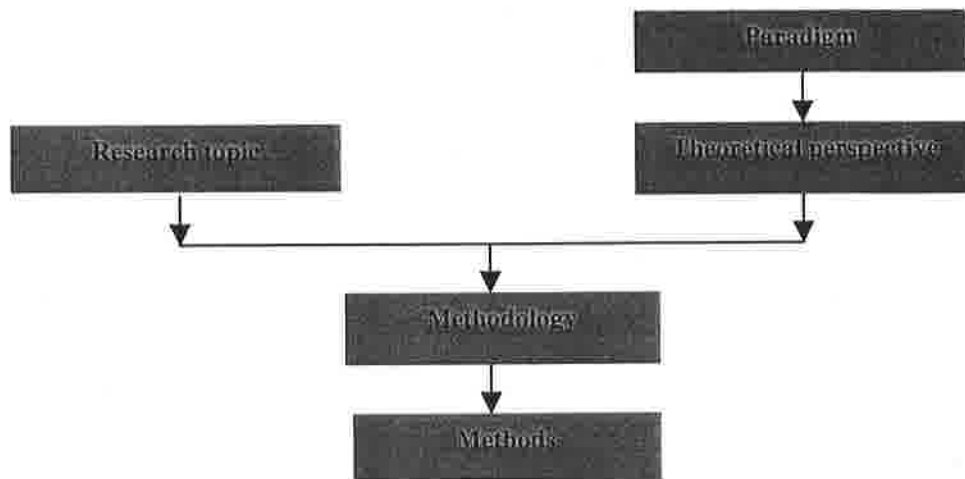 Paradigm
Research topic
Theoretical perspective
Methodology
Methods